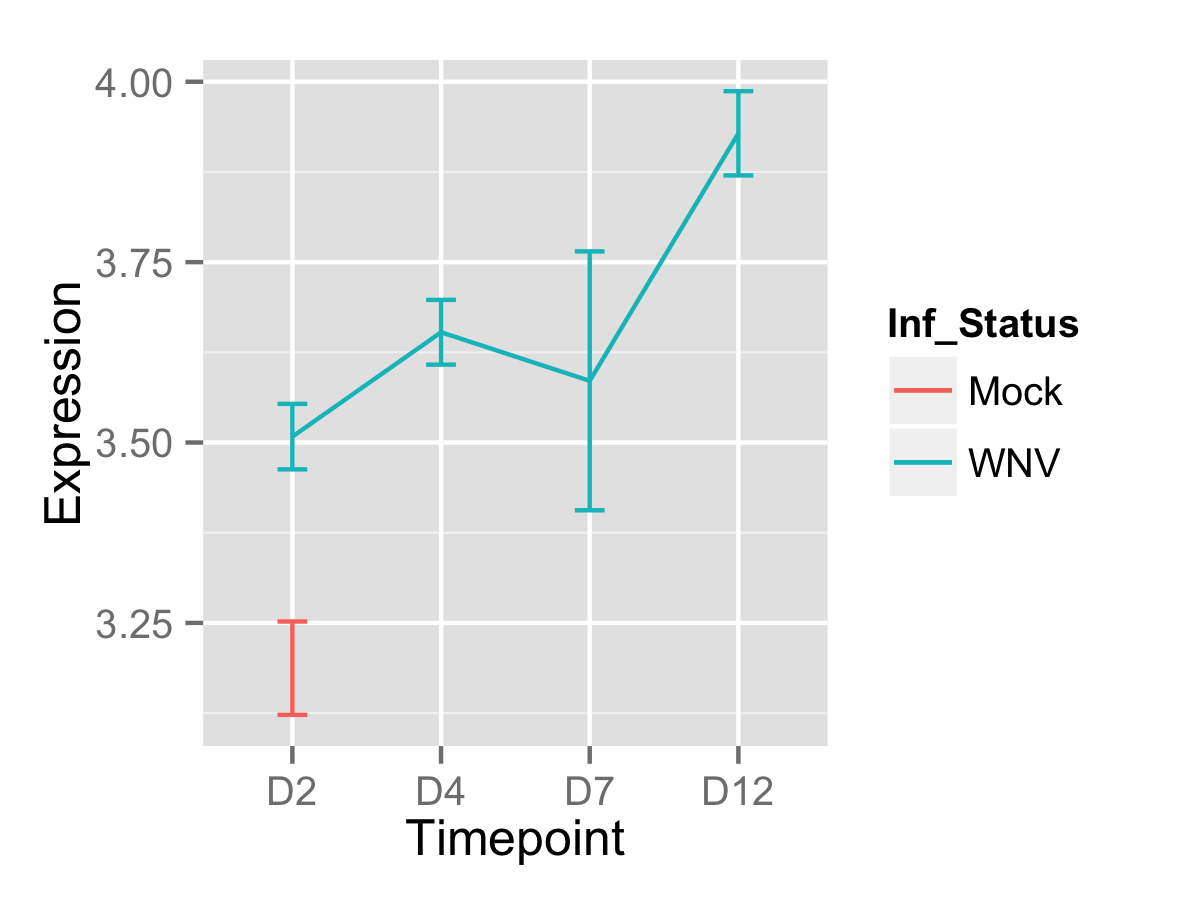 4.00
3.75
3.50
3.25
Expression
D2 D4 D7 D12
Timepoint
Inf_Status
Mock
WNV